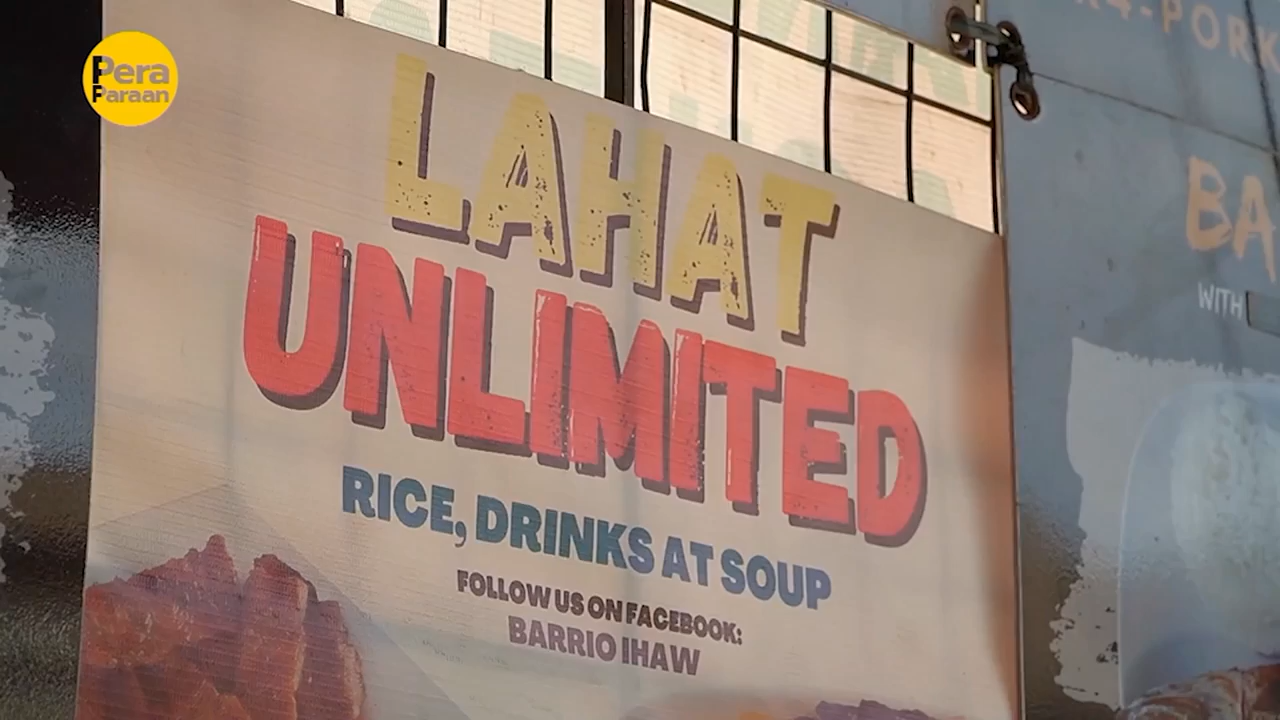 Pera
Paraan
LAHAT
UNLIMITED
RICE, DRINKS AT SOUP
FOLLOW US ON FACEBOOK:
BARRIO IHAW
WITH